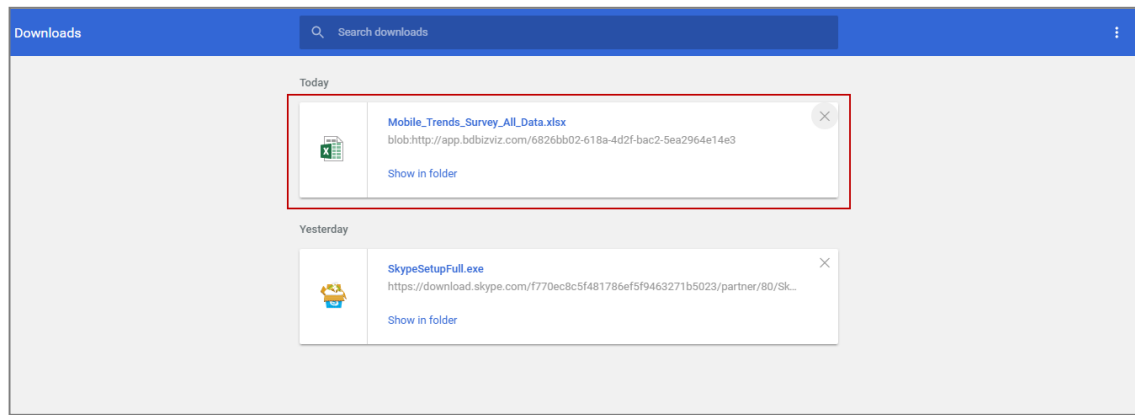 Downloads
Search downloads
Today
Mobile_Trends_Survey_All_Data.xlsx
blob:http://app.bdbizviz.com/6826bb02-618a-4d2f-bac2-5ea2964e14e3
Show in folder
Yesterday
SkypeSetupFull.exe
https://download.skype.com/f770ec8c5f481786ef5f9463271b5023/partner/80/Sk...
Show in folder